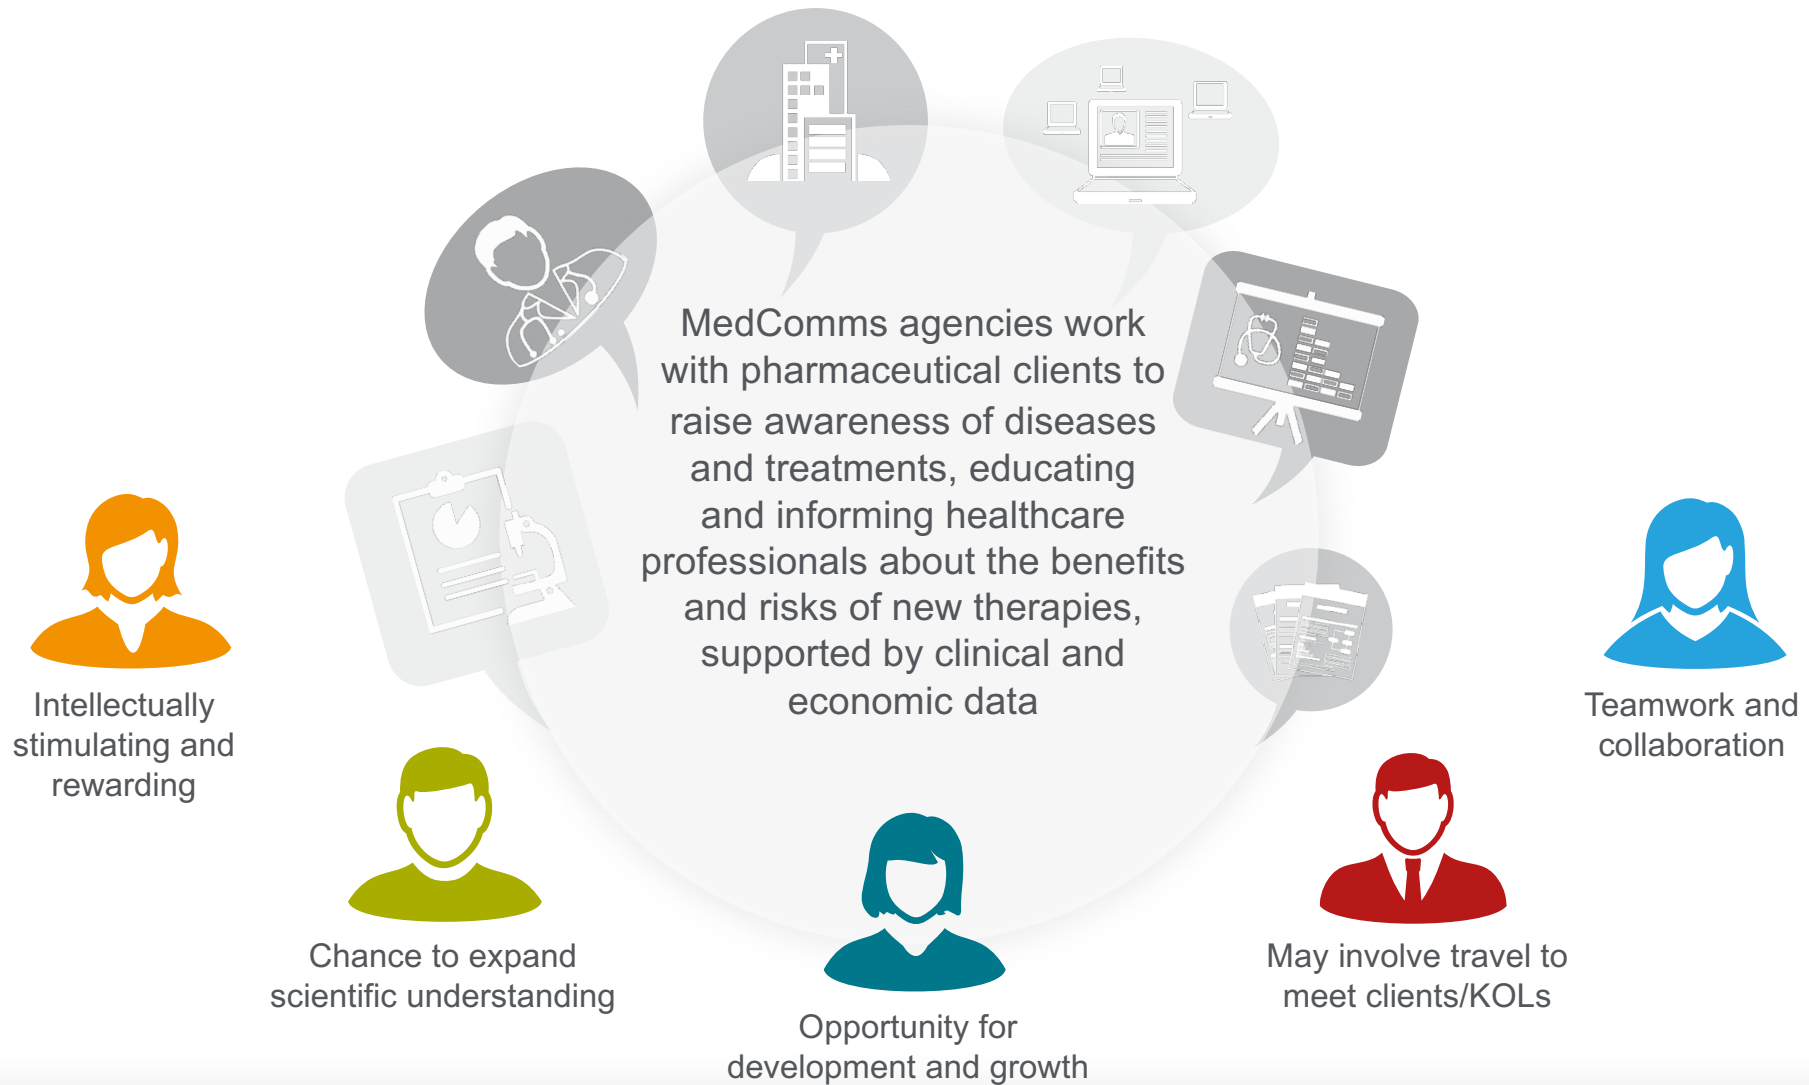 MedComms agencies work
with pharmaceutical clients to
raise awareness of diseases
and treatments, educating
and informing healthcare
professionals about the benefits
and risks of new therapies,
supported by clinical and
economic data
Intellectually
stimulating and
rewarding
Chance to expand
scientific understanding
Opportunity for
development and growth
May involve travel to
meet clients/KOLs
Teamwork and
collaboration